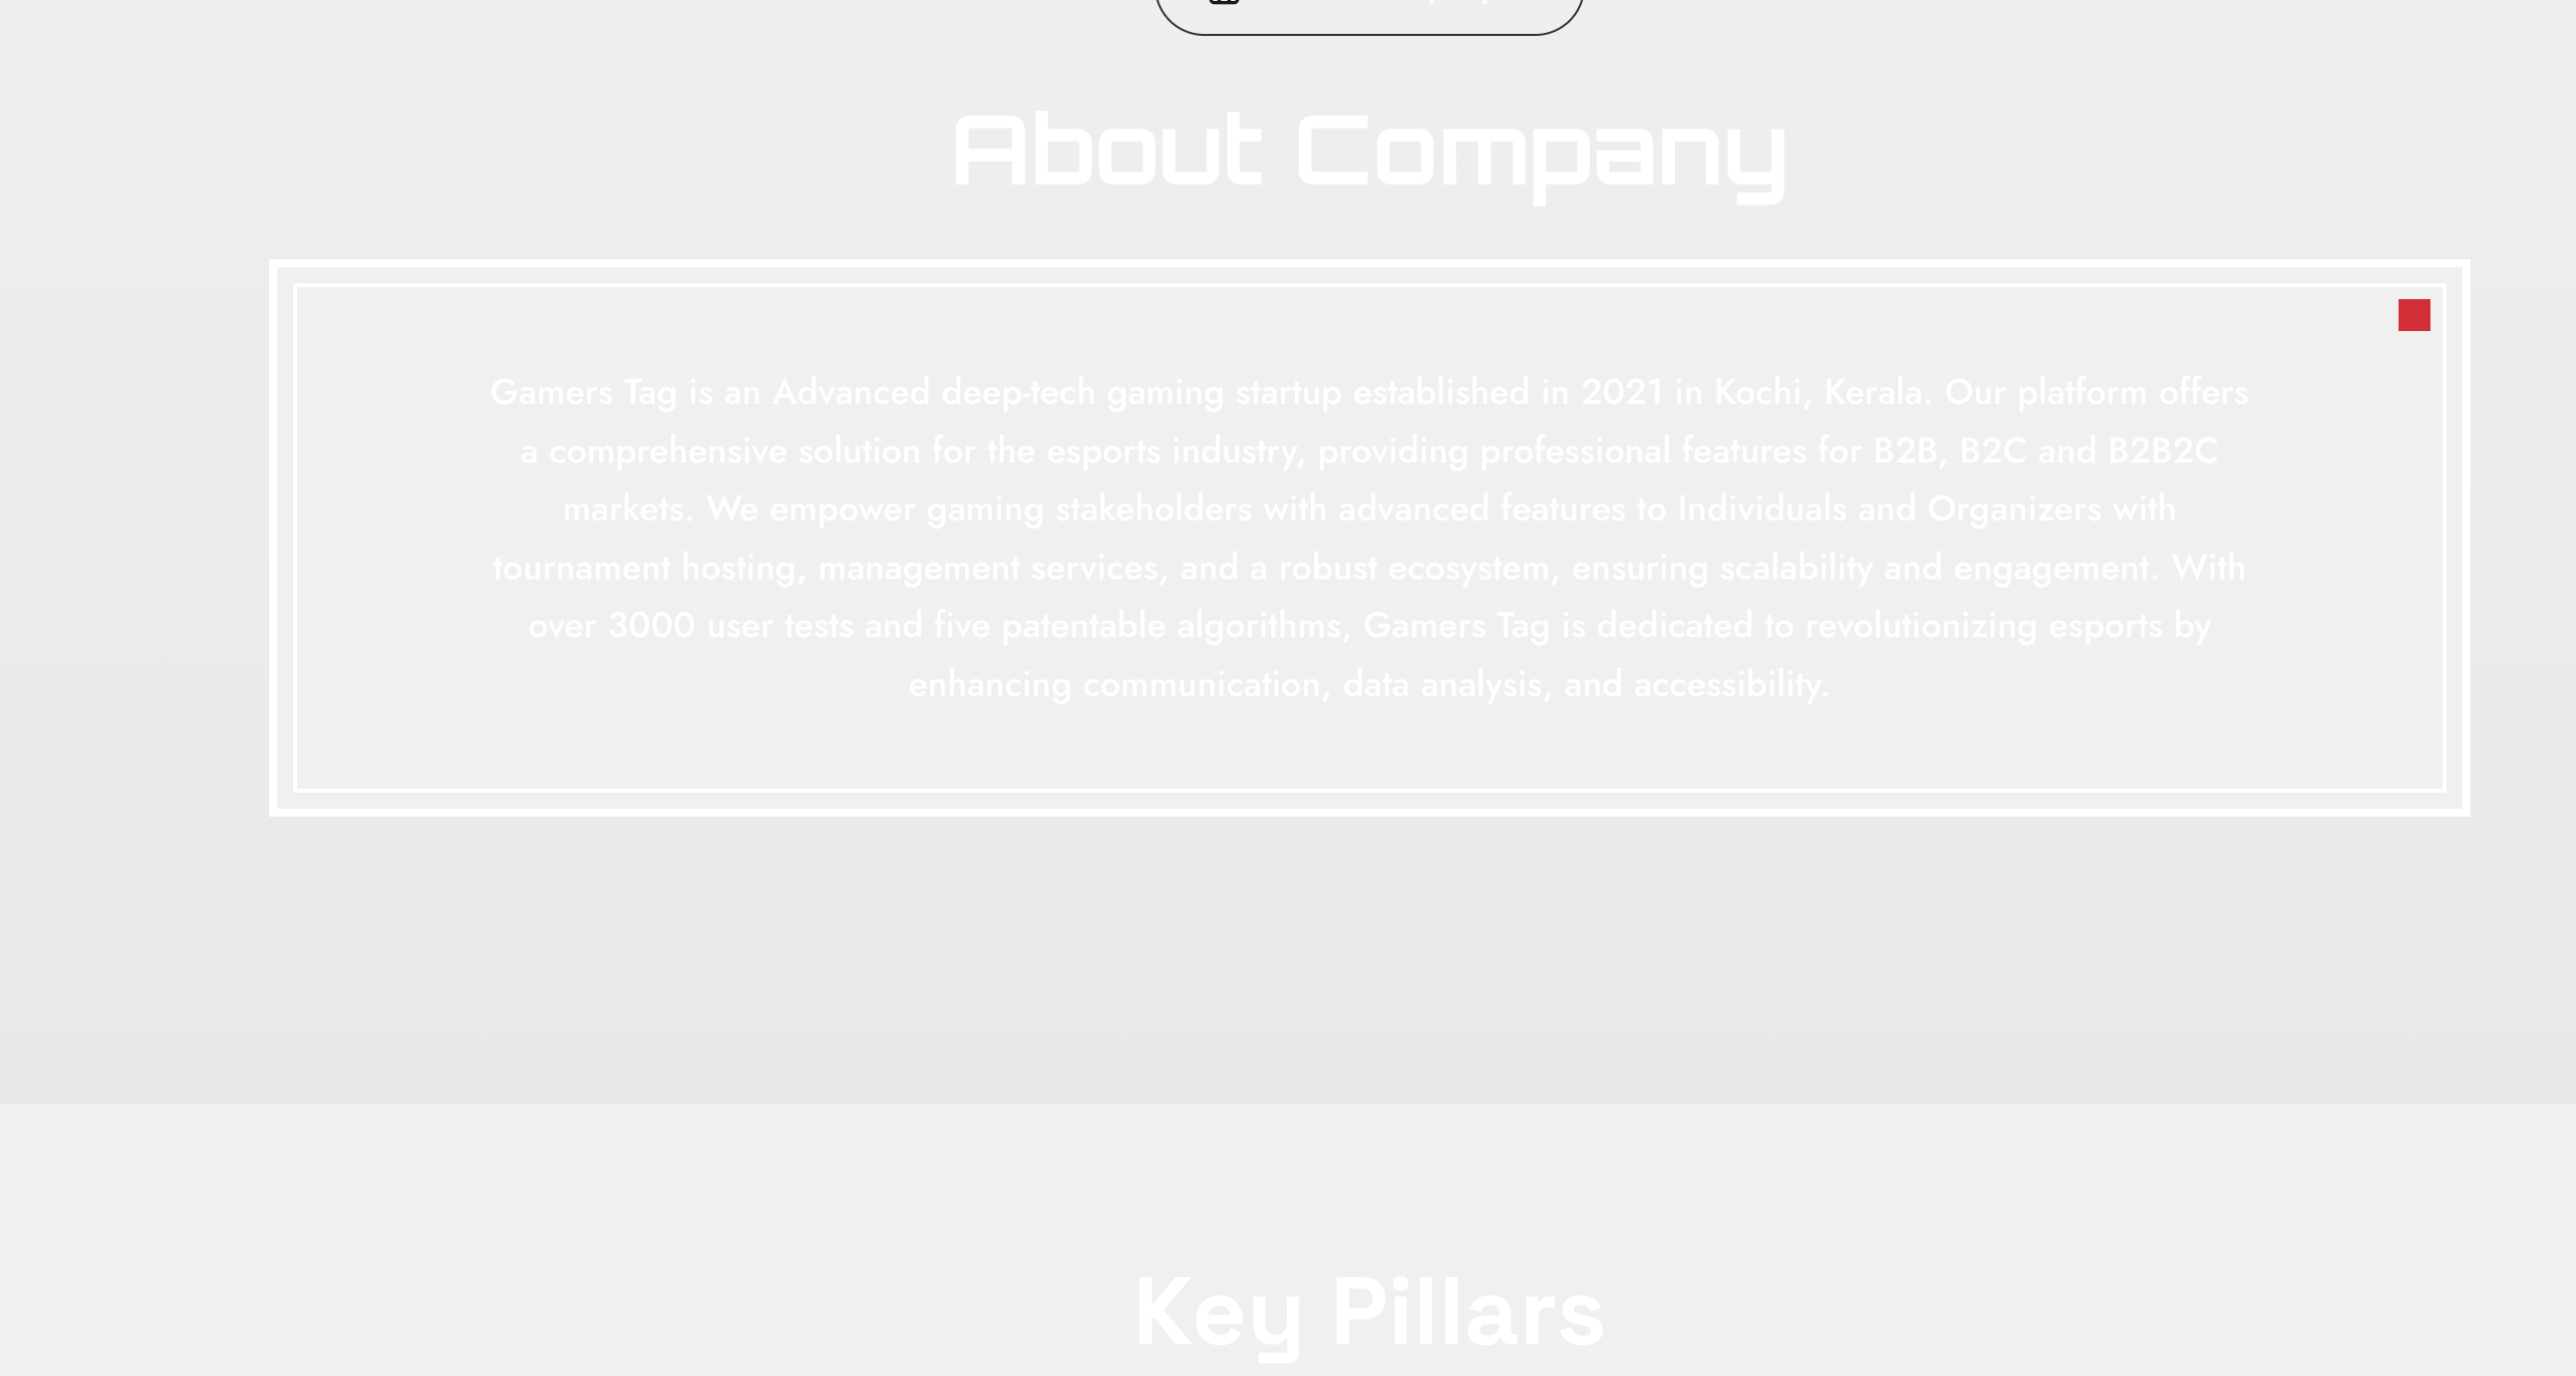 About Company
Gamers Tag is an Advanced deep-tech gaming startup established in 2021 in Kochi, Kerala. Our platform offers
a comprehensive solution for the esports industry, providing professional features for B2B, B2C and B2B2C
markets. We empower gaming stakeholders with advanced features to Individuals and Organizers with
tournament hosting, management services, and a robust ecosystem, ensuring scalability and engagement. With
over 3000 user tests and five patentable algorithms, Gamers Tag is dedicated to revolutionizing esports by
enhancing communication, data analysis, and accessibility.
Key Pillars